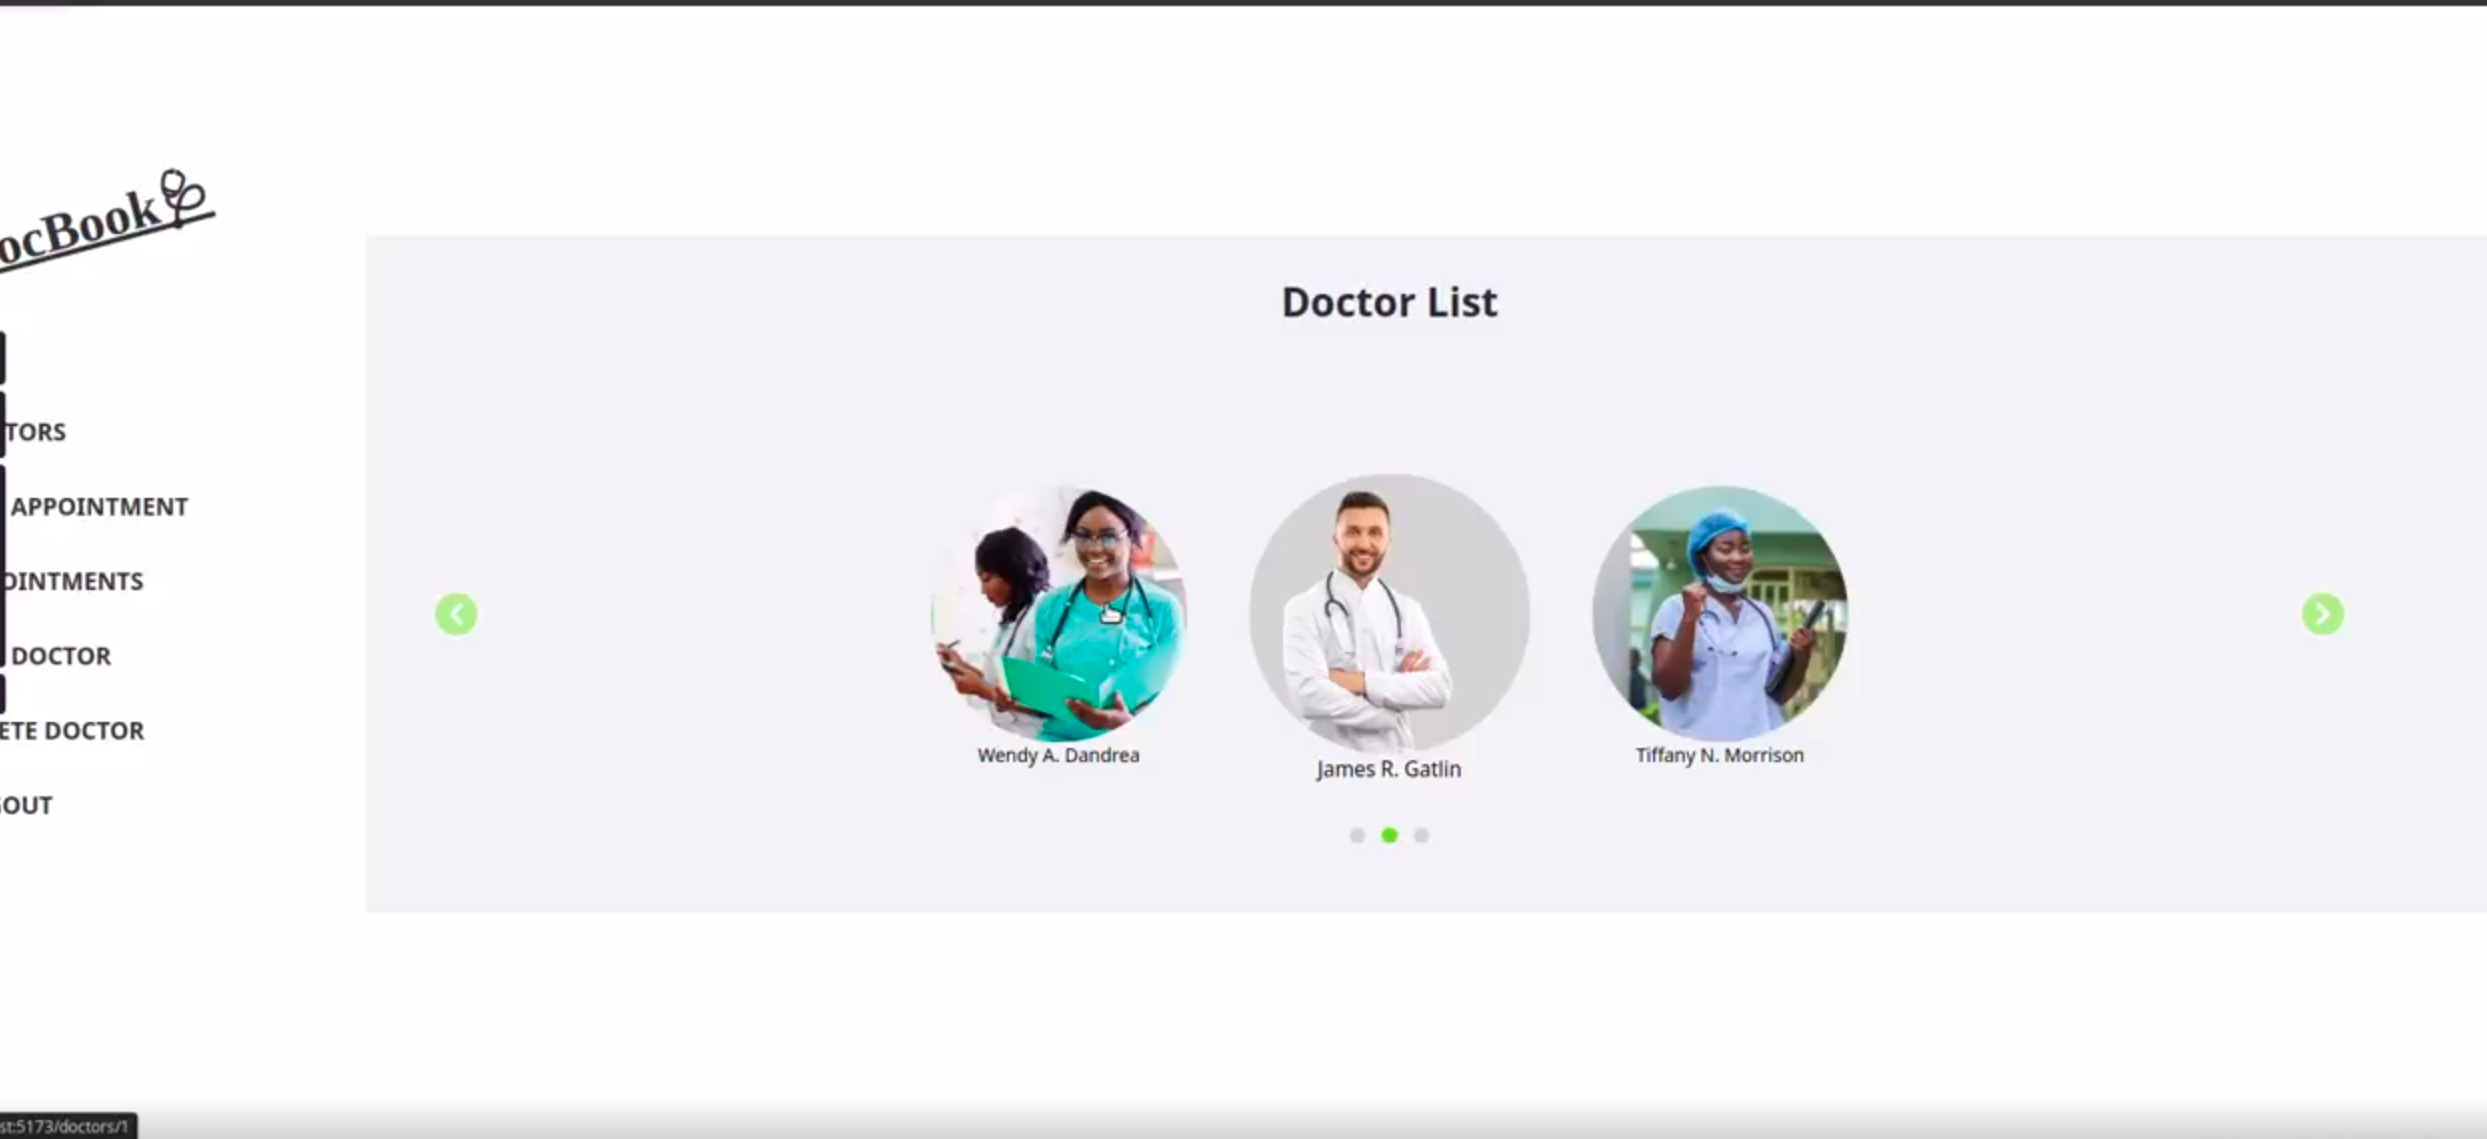 ocBook
Doctor List
TORS
APPOINTMENT
OINTMENTS
DOCTOR
ETE DOCTOR
GOUT
Wendy A. Dandrea
James R. Gatlin
Tiffany N. Morrison
st:5173/doctors/1